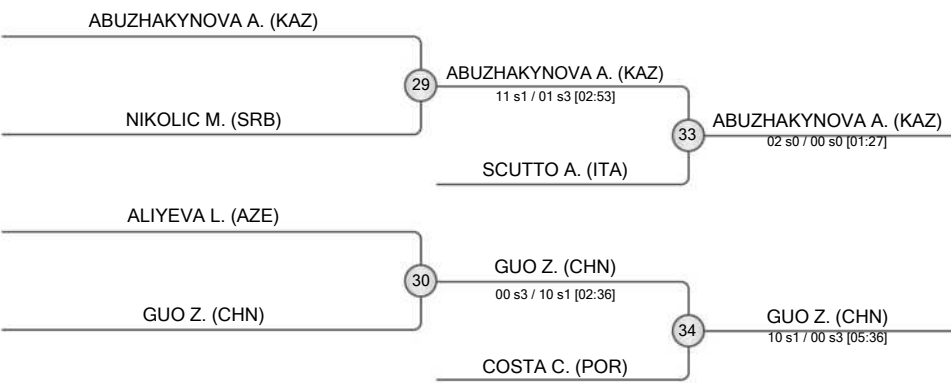 ABUZHAKYNOVA A. (KAZ)
29
NIKOLIC M. (SRB)
ABUZHAKYNOVA A. (KAZ)
11 s1 / 01 s3 [02:53]
33
SCUTTO A. (ITA)
ABUZHAKYNOVA A. (KAZ)
02 s0 / 00 s0 [01:27]
ALIYEVA L. (AZE)
30
GUO Z. (CHN)
GUO Z. (CHN)
00 s3 / 10 s1 [02:36]
34
COSTA C. (POR)
GUO Z. (CHN)
10 s1 / 00 s3 [05:36]